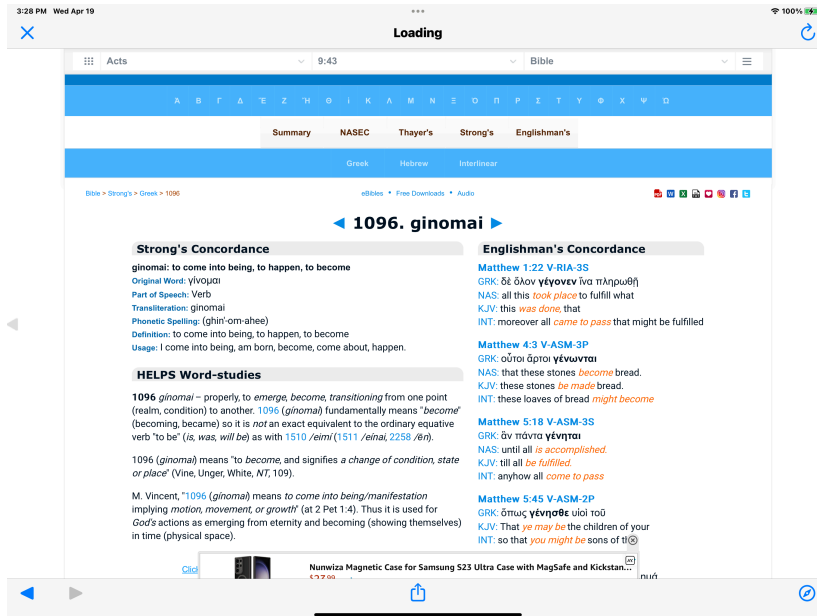 3:28 PM Wed Apr 19
100%
Loading
Acts
9:43
Bible
Ἀ Β Γ Δ Ἐ Ζ Ἡ Θ ἰ Κ Λ Μ Ν Ξ Ὀ Π Ρ Σ Τ Υ Φ Χ Ψ Ὠ
Summary NASEC Thayer's Strong's Englishman's
Greek Hebrew Interlinear
Bible > Strong's > Greek > 1096
eBibles • Free Downloads • Audio
◄ 1096. ginomai ►
Strong's Concordance
ginomai: to come into being, to happen, to become
Original Word: γίνομαι
Part of Speech: Verb
Transliteration: ginomai
Phonetic Spelling: (ghin'-om-ahee)
Definition: to come into being, to happen, to become
Usage: I come into being, am born, become, come about, happen.
HELPS Word-studies
1096 gínomai – properly, to emerge, become, transitioning from one point
(realm, condition) to another. 1096 (gínomai) fundamentally means "become"
(becoming, became) so it is not an exact equivalent to the ordinary equative
verb "to be" (is, was, will be) as with 1510 /eimí (1511 /eínai, 2258 /ēn).
1096 (ginomai) means "to become, and signifies a change of condition, state
or place" (Vine, Unger, White, NT, 109).
M. Vincent, "1096 (gínomai) means to come into being/manifestation
implying motion, movement, or growth" (at 2 Pet 1:4). Thus it is used for
God's actions as emerging from eternity and becoming (showing themselves)
in time (physical space).
Englishman's Concordance
Matthew 1:22 V-RIA-3S
GRK: δὲ ὅλον γέγονεν ἵνα πληρωθῇ
NAS: all this took place to fulfill what
KJV: this was done, that
INT: moreover all came to pass that might be fulfilled
Matthew 4:3 V-ASM-3P
GRK: οὗτοι ἄρτοι γένωνται
NAS: that these stones become bread.
KJV: these stones be made bread.
INT: these loaves of bread might become
Matthew 5:18 V-ASM-3S
GRK: ἂν πάντα γένηται
NAS: until all is accomplished.
KJV: till all be fulfilled.
INT: anyhow all come to pass
Matthew 5:45 V-ASM-2P
GRK: ὅπως γένησθε υἱοὶ τοῦ
KJV: That ye may be the children of your
INT: so that you might be sons of th
Nunwiza Magnetic Case for Samsung S23 Ultra Case with MagSafe and Kickstan...